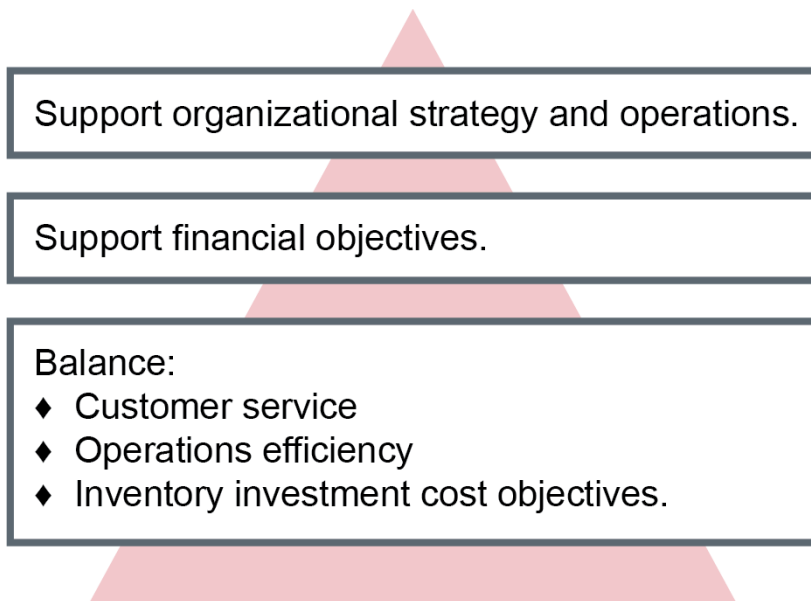 Support organizational strategy and operations.
Support financial objectives.
Balance:
♦ Customer service
♦ Operations efficiency
♦ Inventory investment cost objectives.